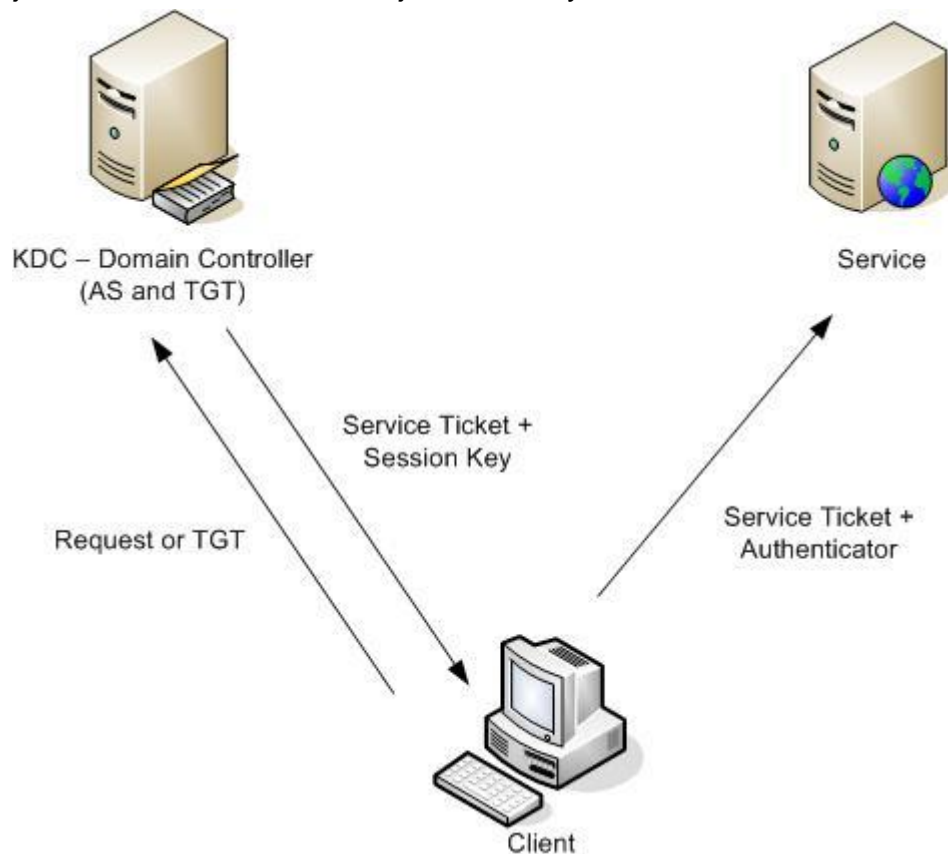 KDC – Domain Controller
(AS and TGT)
Service
Service Ticket +
Session Key
Request or TGT
Service Ticket +
Authenticator
Client